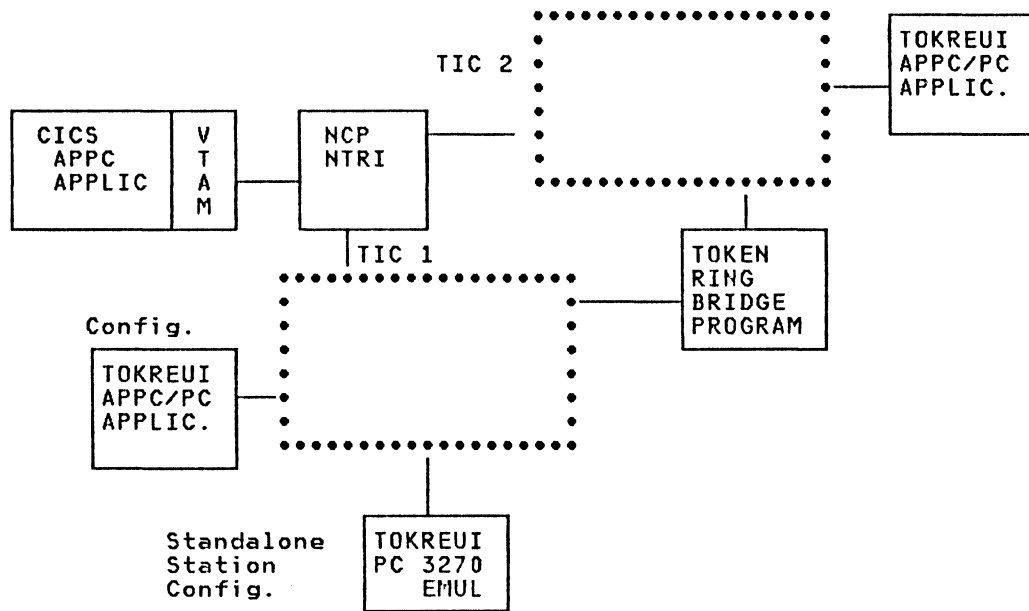 TIC 2
TOKREUI
APPC/PC
APPLIC.
CICS
APPC
APPLIC
V
T
A
M
NCP
NTRI
TIC 1
TOKEN
RING
BRIDGE
PROGRAM
Config.
TOKREUI
APPC/PC
APPLIC.
Standalone
Station
Config.
TOKREUI
PC 3270
EMUL